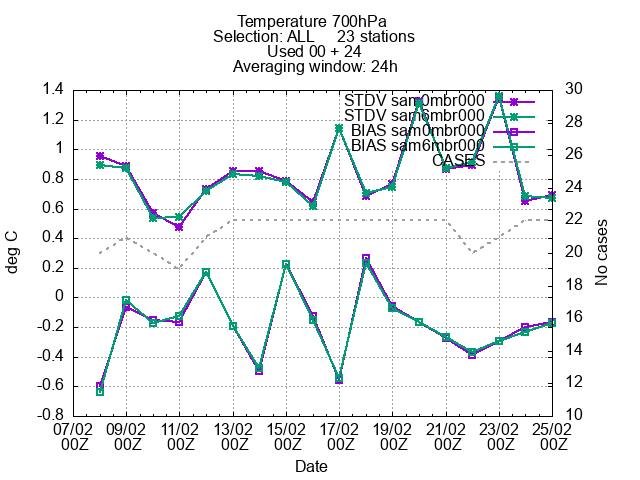 Temperature 700hPa
Selection: ALL 23 stations
Used 00 + 24
Averaging window: 24h
STDV sam0mbr000
STDV sam6mbr000
BIAS sam0mbr000
BIAS sam6mbr000
CASES
deg C
1.4
1.2
1
0.8
0.6
0.4
0.2
0
-0.2
-0.4
-0.6
-0.8
No cases
30
28
26
24
22
20
18
16
14
12
10
07/02 09/02 11/02 13/02 15/02 17/02 19/02 21/02 23/02 25/02
00Z 00Z 00Z 00Z 00Z 00Z 00Z 00Z 00Z 00Z
Date